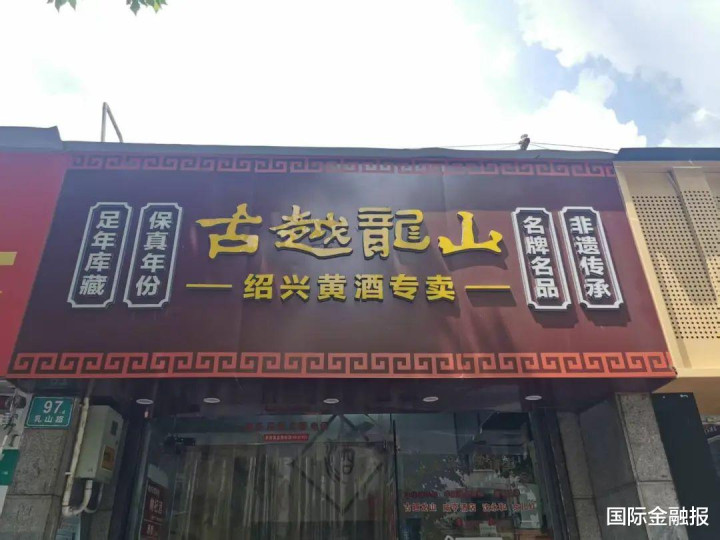 古越龍山
绍兴黄酒专卖
足年库藏
保真年份
名牌名品
非遗传承
97
乳山路
国际金融报